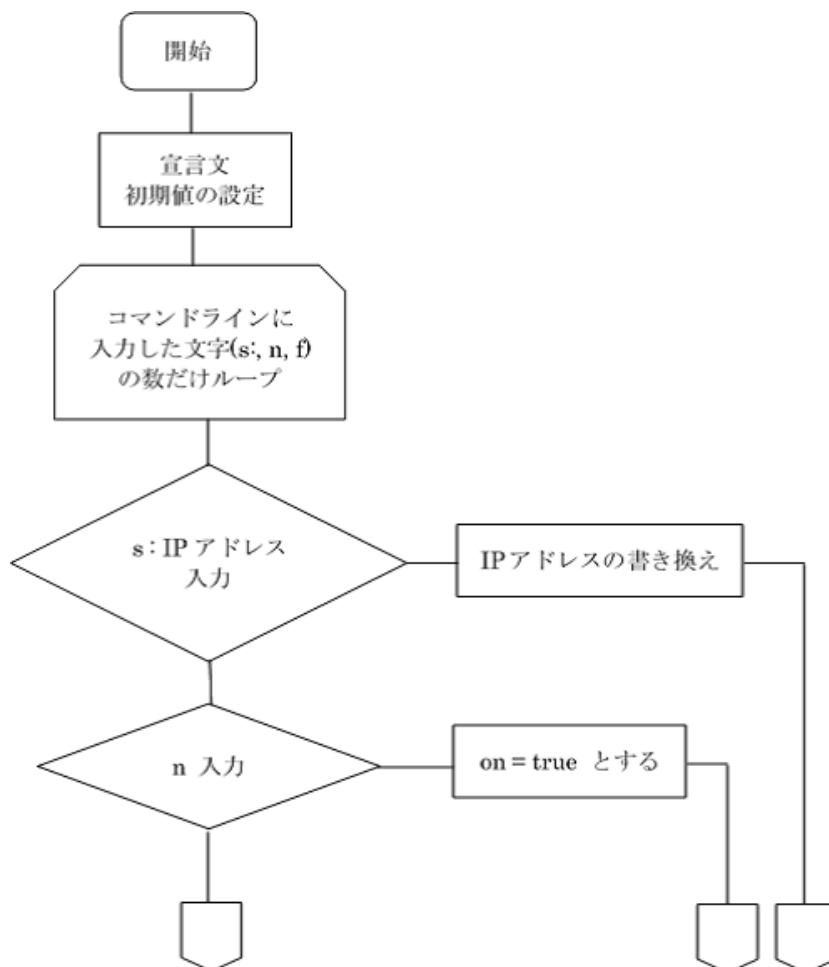 開始
宣言文
初期値の設定
コマンドラインに
入力した文字(s:, n, f)
の数だけループ
s : IP アドレス
入力
IP アドレスの書き換え
n 入力
on = true とする